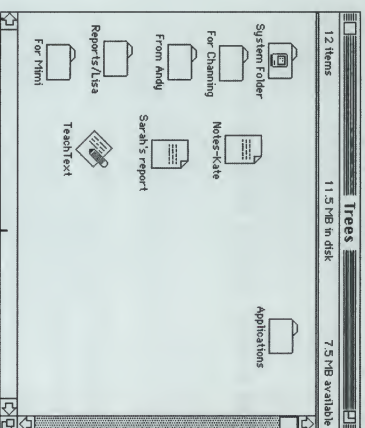 Trees
12 items 11.5 MB in disk 7.5 MB available
System Folder Applications
For Channing Notes-Kate
From Andy Sarah's report
Reports/Lisa TeachText
For Mimi